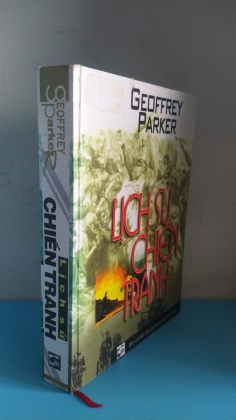 GEOFFREY
PARKER
LỊCH SỬ
CHIẾN
TRANH
GEOFFREY
Parker
Lịch sử
CHIẾN TRANH